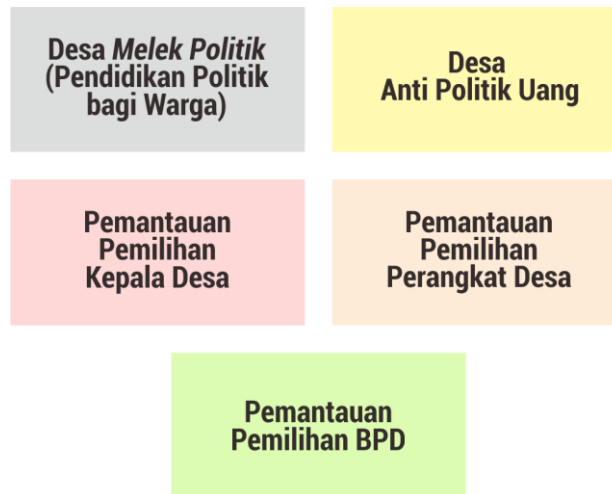 Desa Melek Politik
(Pendidikan Politik
bagi Warga)
Desa
Anti Politik Uang
Pemantauan
Pemilihan
Kepala Desa
Pemantauan
Pemilihan
Perangkat Desa
Pemantauan
Pemilihan BPD